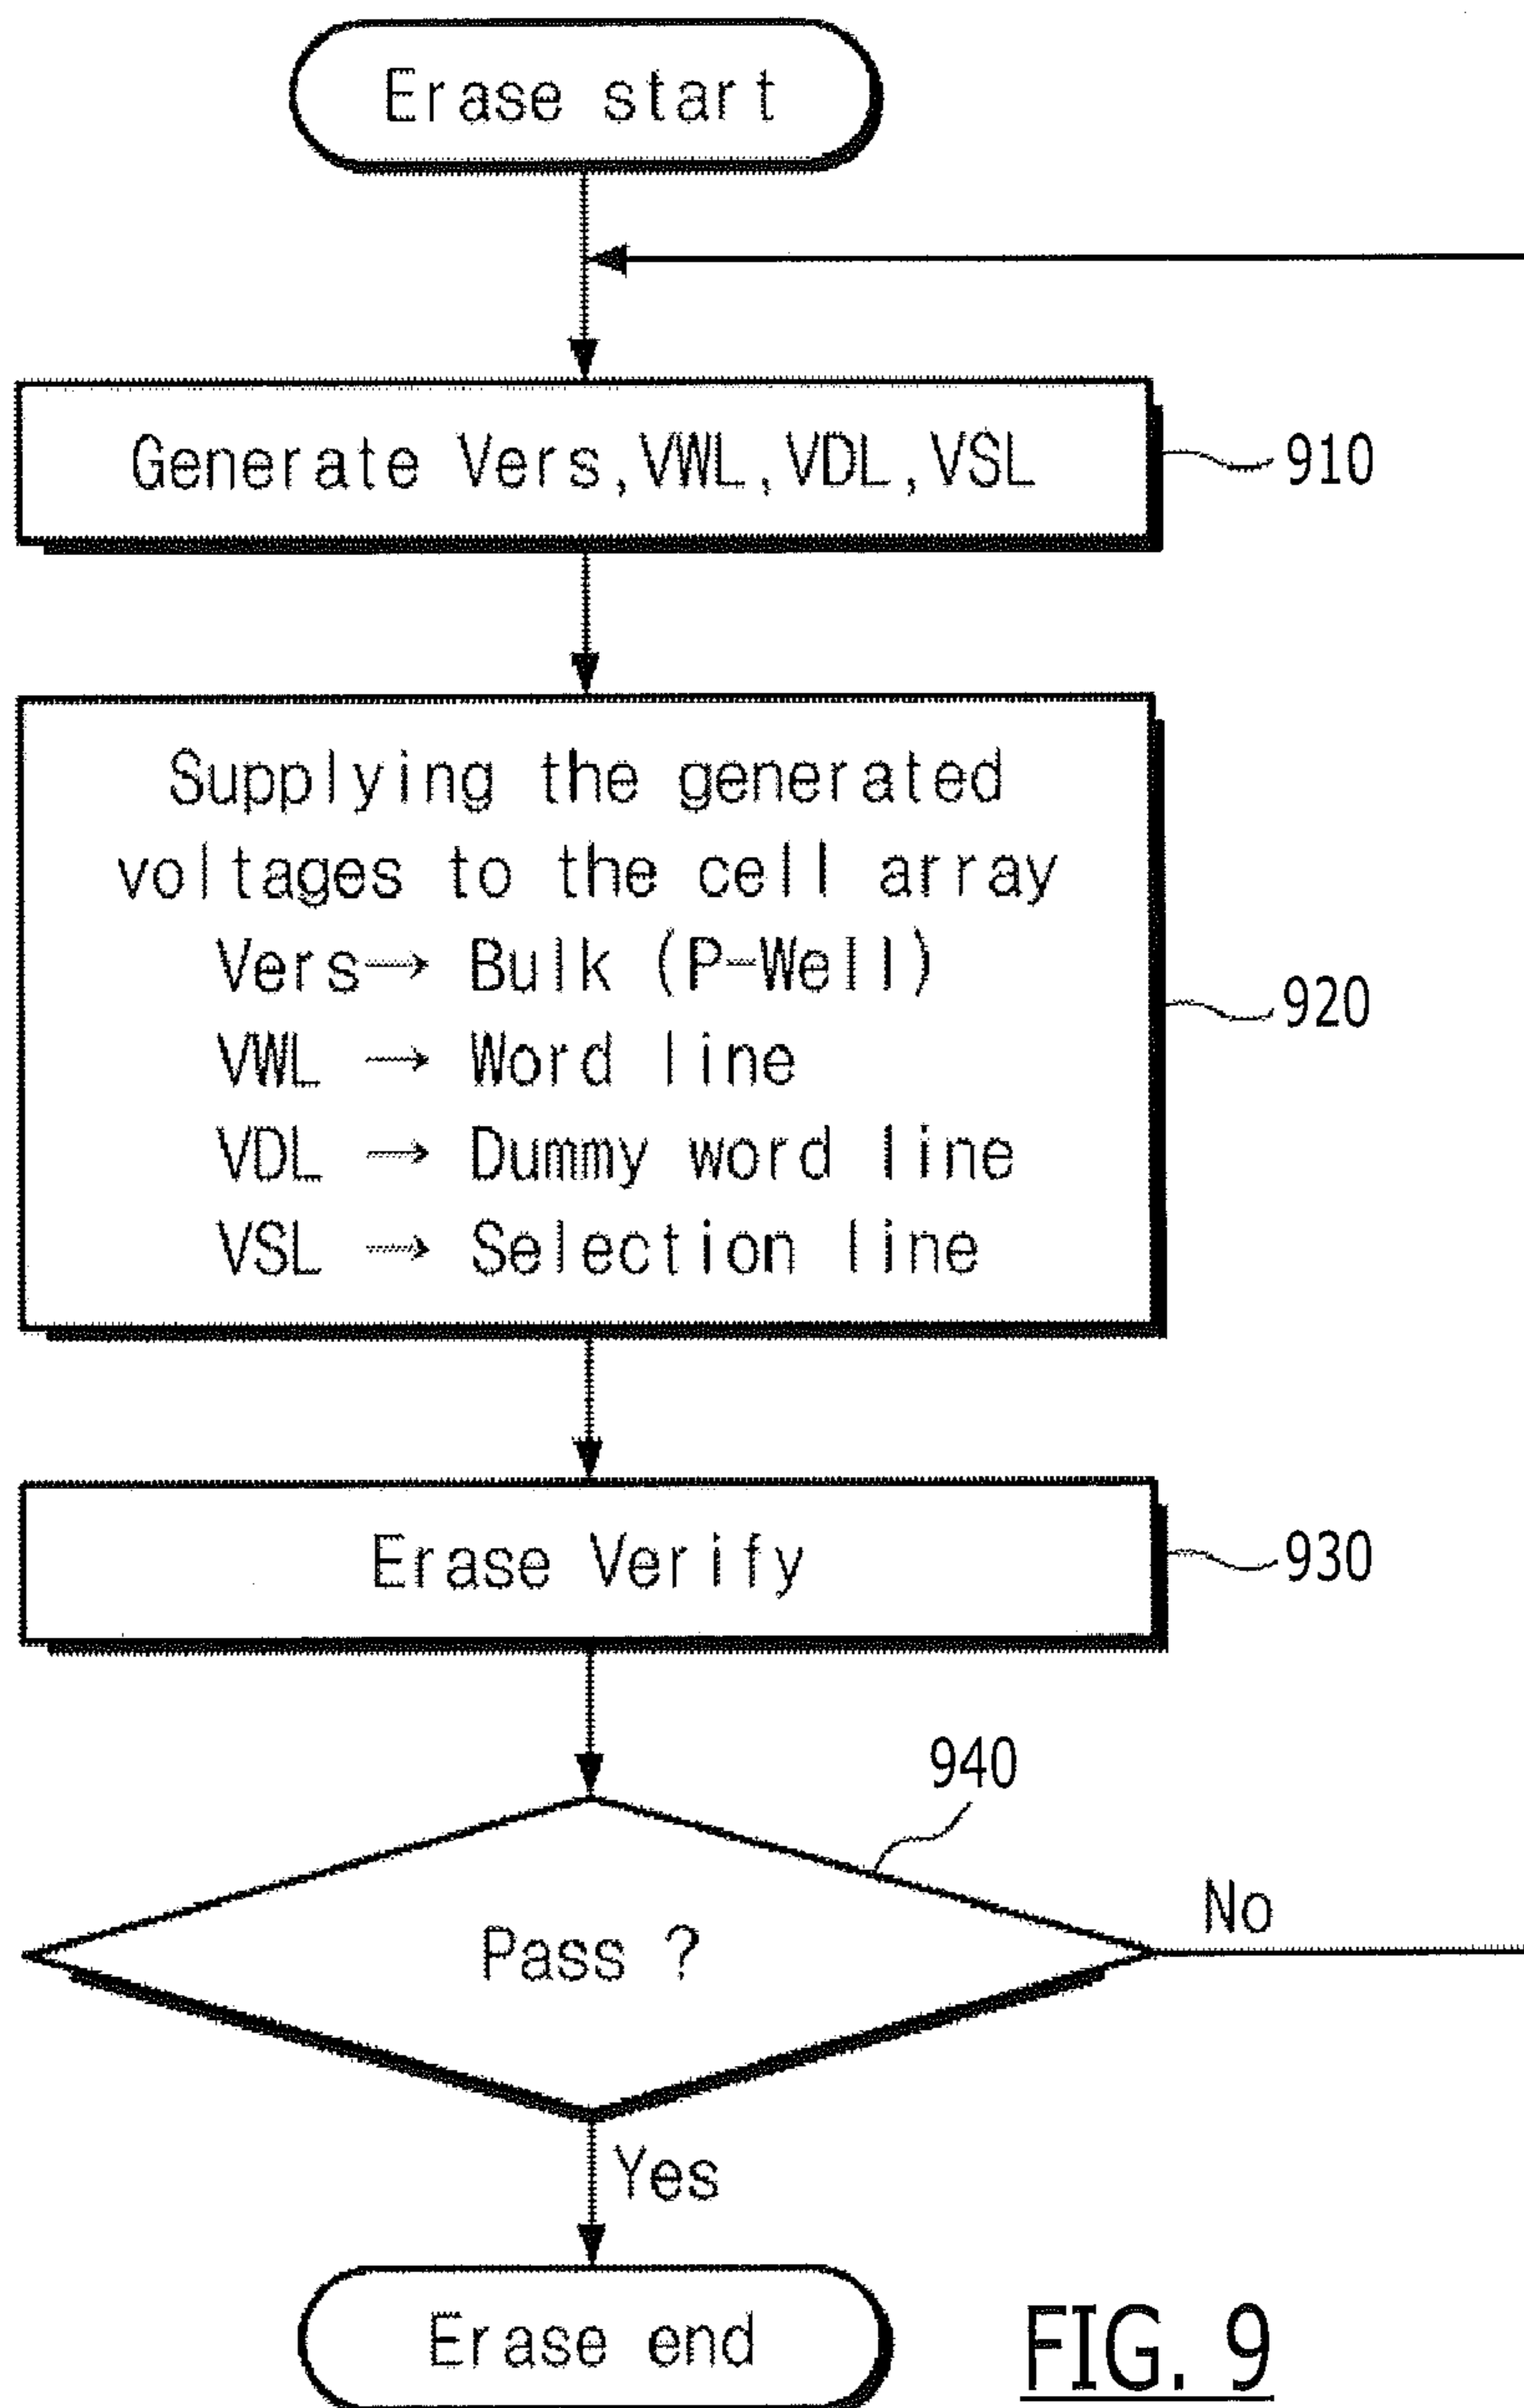 Erase start
Generate Vers,VWL,VDL,VSL
910
Supplying the generated
voltages to the cell array
Vers→ Bulk (P-Well)
VWL → Word line
VDL → Dummy word line
VSL → Selection line
920
Erase Verify
930
940
Pass ?
No
Yes
Erase end
FIG. 9